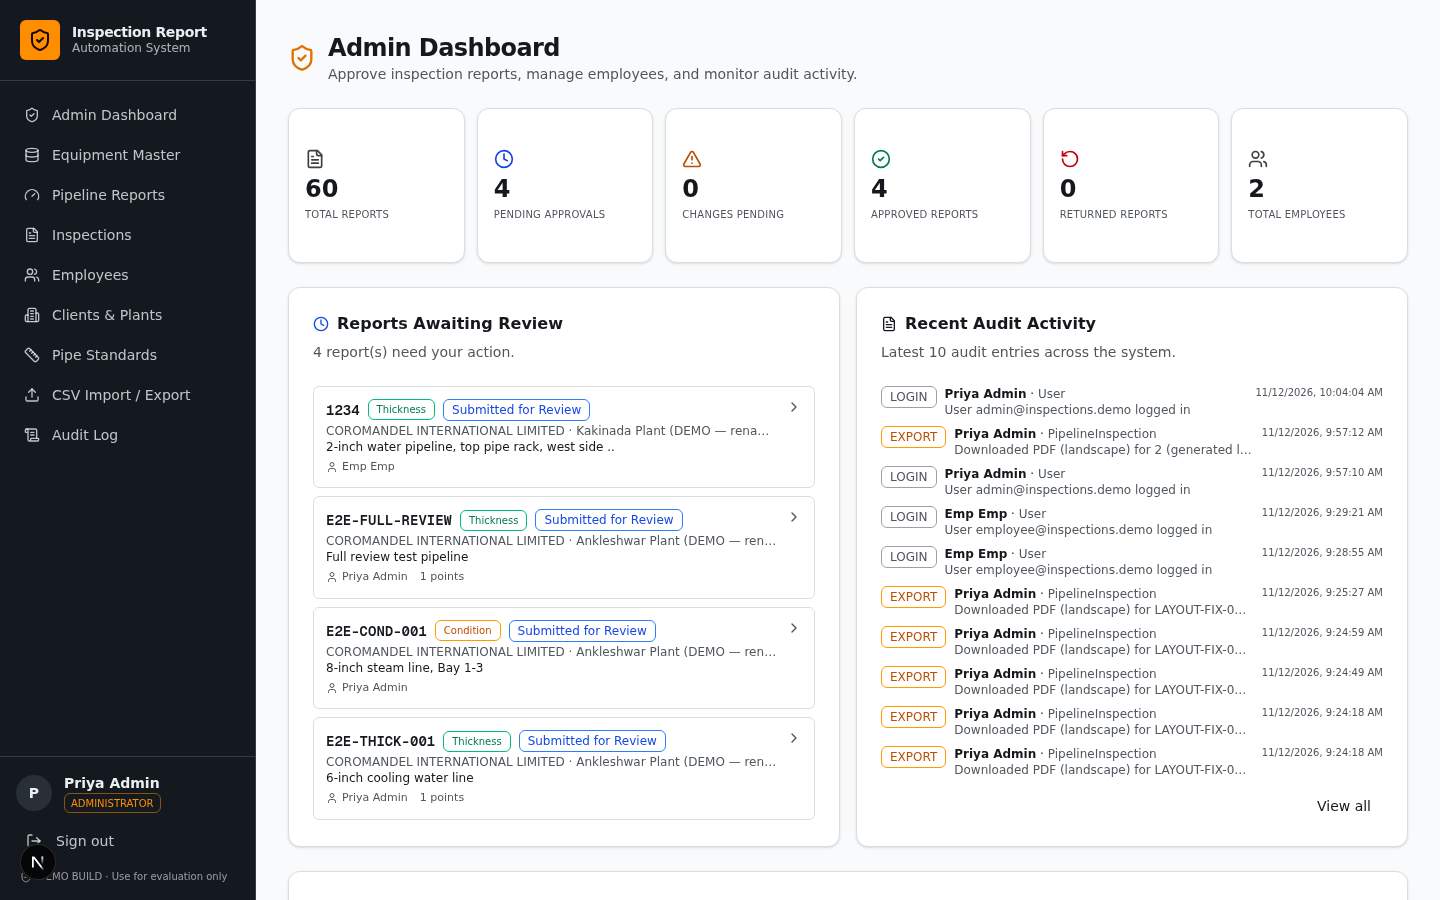 Inspection Report
Automation System
Admin Dashboard
Equipment Master
Pipeline Reports
Inspections
Employees
Clients & Plants
Pipe Standards
CSV Import / Export
Audit Log
P
Priya Admin
ADMINISTRATOR
Sign out
N
EMO BUILD · Use for evaluation only
Admin Dashboard
Approve inspection reports, manage employees, and monitor audit activity.
60
TOTAL REPORTS
4
PENDING APPROVALS
0
CHANGES PENDING
4
APPROVED REPORTS
0
RETURNED REPORTS
2
TOTAL EMPLOYEES
Reports Awaiting Review
4 report(s) need your action.
1234 Thickness Submitted for Review
COROMANDEL INTERNATIONAL LIMITED · Kakinada Plant (DEMO — rena…
2-inch water pipeline, top pipe rack, west side ..
Emp Emp
E2E-FULL-REVIEW Thickness Submitted for Review
COROMANDEL INTERNATIONAL LIMITED · Ankleshwar Plant (DEMO — ren…
Full review test pipeline
Priya Admin 1 points
E2E-COND-001 Condition Submitted for Review
COROMANDEL INTERNATIONAL LIMITED · Ankleshwar Plant (DEMO — ren…
8-inch steam line, Bay 1-3
Priya Admin
E2E-THICK-001 Thickness Submitted for Review
COROMANDEL INTERNATIONAL LIMITED · Ankleshwar Plant (DEMO — ren…
6-inch cooling water line
Priya Admin 1 points
Recent Audit Activity
Latest 10 audit entries across the system.
LOGIN Priya Admin · User 11/12/2026, 10:04:04 AM
User admin@inspections.demo logged in
EXPORT Priya Admin · PipelineInspection 11/12/2026, 9:57:12 AM
Downloaded PDF (landscape) for 2 (generated l…
LOGIN Priya Admin · User 11/12/2026, 9:57:10 AM
User admin@inspections.demo logged in
LOGIN Emp Emp · User 11/12/2026, 9:29:21 AM
User employee@inspections.demo logged in
LOGIN Emp Emp · User 11/12/2026, 9:28:55 AM
User employee@inspections.demo logged in
EXPORT Priya Admin · PipelineInspection 11/12/2026, 9:25:27 AM
Downloaded PDF (landscape) for LAYOUT-FIX-0…
EXPORT Priya Admin · PipelineInspection 11/12/2026, 9:24:59 AM
Downloaded PDF (landscape) for LAYOUT-FIX-0…
EXPORT Priya Admin · PipelineInspection 11/12/2026, 9:24:49 AM
Downloaded PDF (landscape) for LAYOUT-FIX-0…
EXPORT Priya Admin · PipelineInspection 11/12/2026, 9:24:18 AM
Downloaded PDF (landscape) for LAYOUT-FIX-0…
EXPORT Priya Admin · PipelineInspection 11/12/2026, 9:24:18 AM
Downloaded PDF (landscape) for LAYOUT-FIX-0…
View all